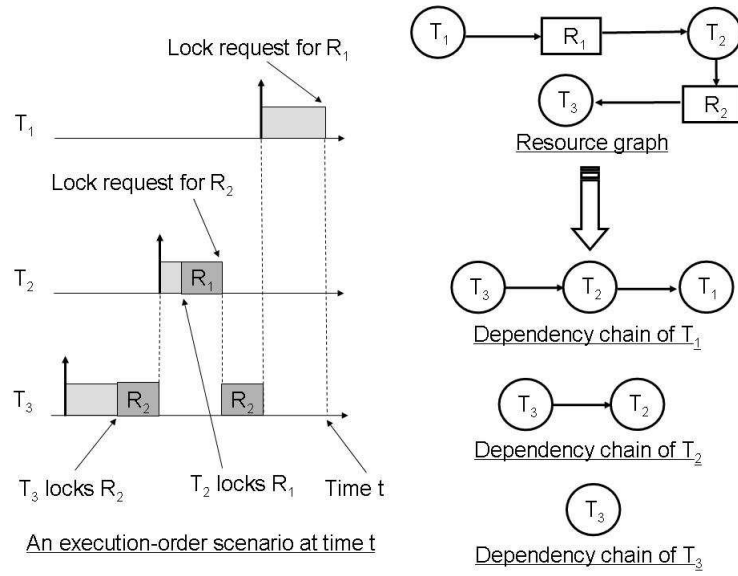 Lock request for R1
T1
Lock request for R2
T2
R1
T3
R2
R2
T3 locks R2
T2 locks R1
Time t
An execution-order scenario at time t
T1
R1
T2
T3
R2
Resource graph
T3
T2
T1
Dependency chain of T1
T3
T2
Dependency chain of T2
T3
Dependency chain of T3